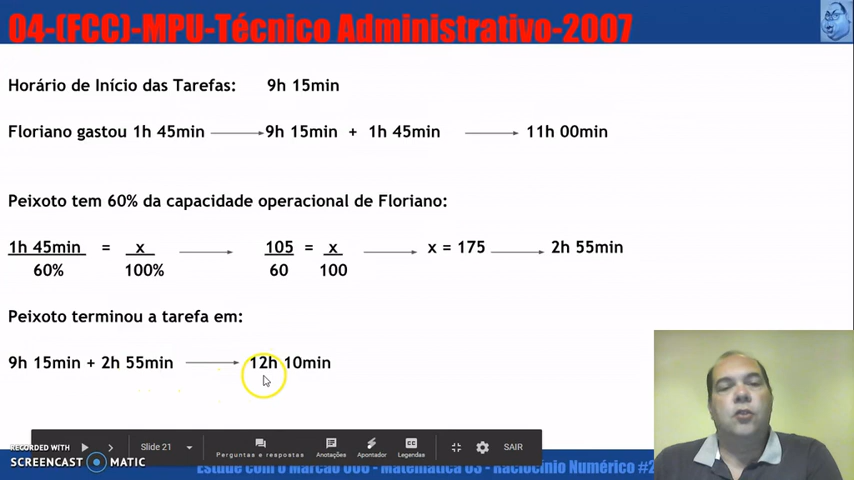 04-(FCC)-MPU-Técnico Administrativo-2007
Horário de Início das Tarefas: 9h 15min
Floriano gastou 1h 45min 9h 15min + 1h 45min 11h 00min
Peixoto tem 60% da capacidade operacional de Floriano:
1h 45min = x 105 = x x = 175 2h 55min
60% 100% 60 100
Peixoto terminou a tarefa em:
9h 15min + 2h 55min 12h 10min
Slide 21
Perguntas e respostas
Anotações
Apontador
Legendas
SAIR
RECORDED WITH
SCREENCAST MATIC
Estude com o Marcão 006 - Matemática 03 - Raciocínio Numérico #2